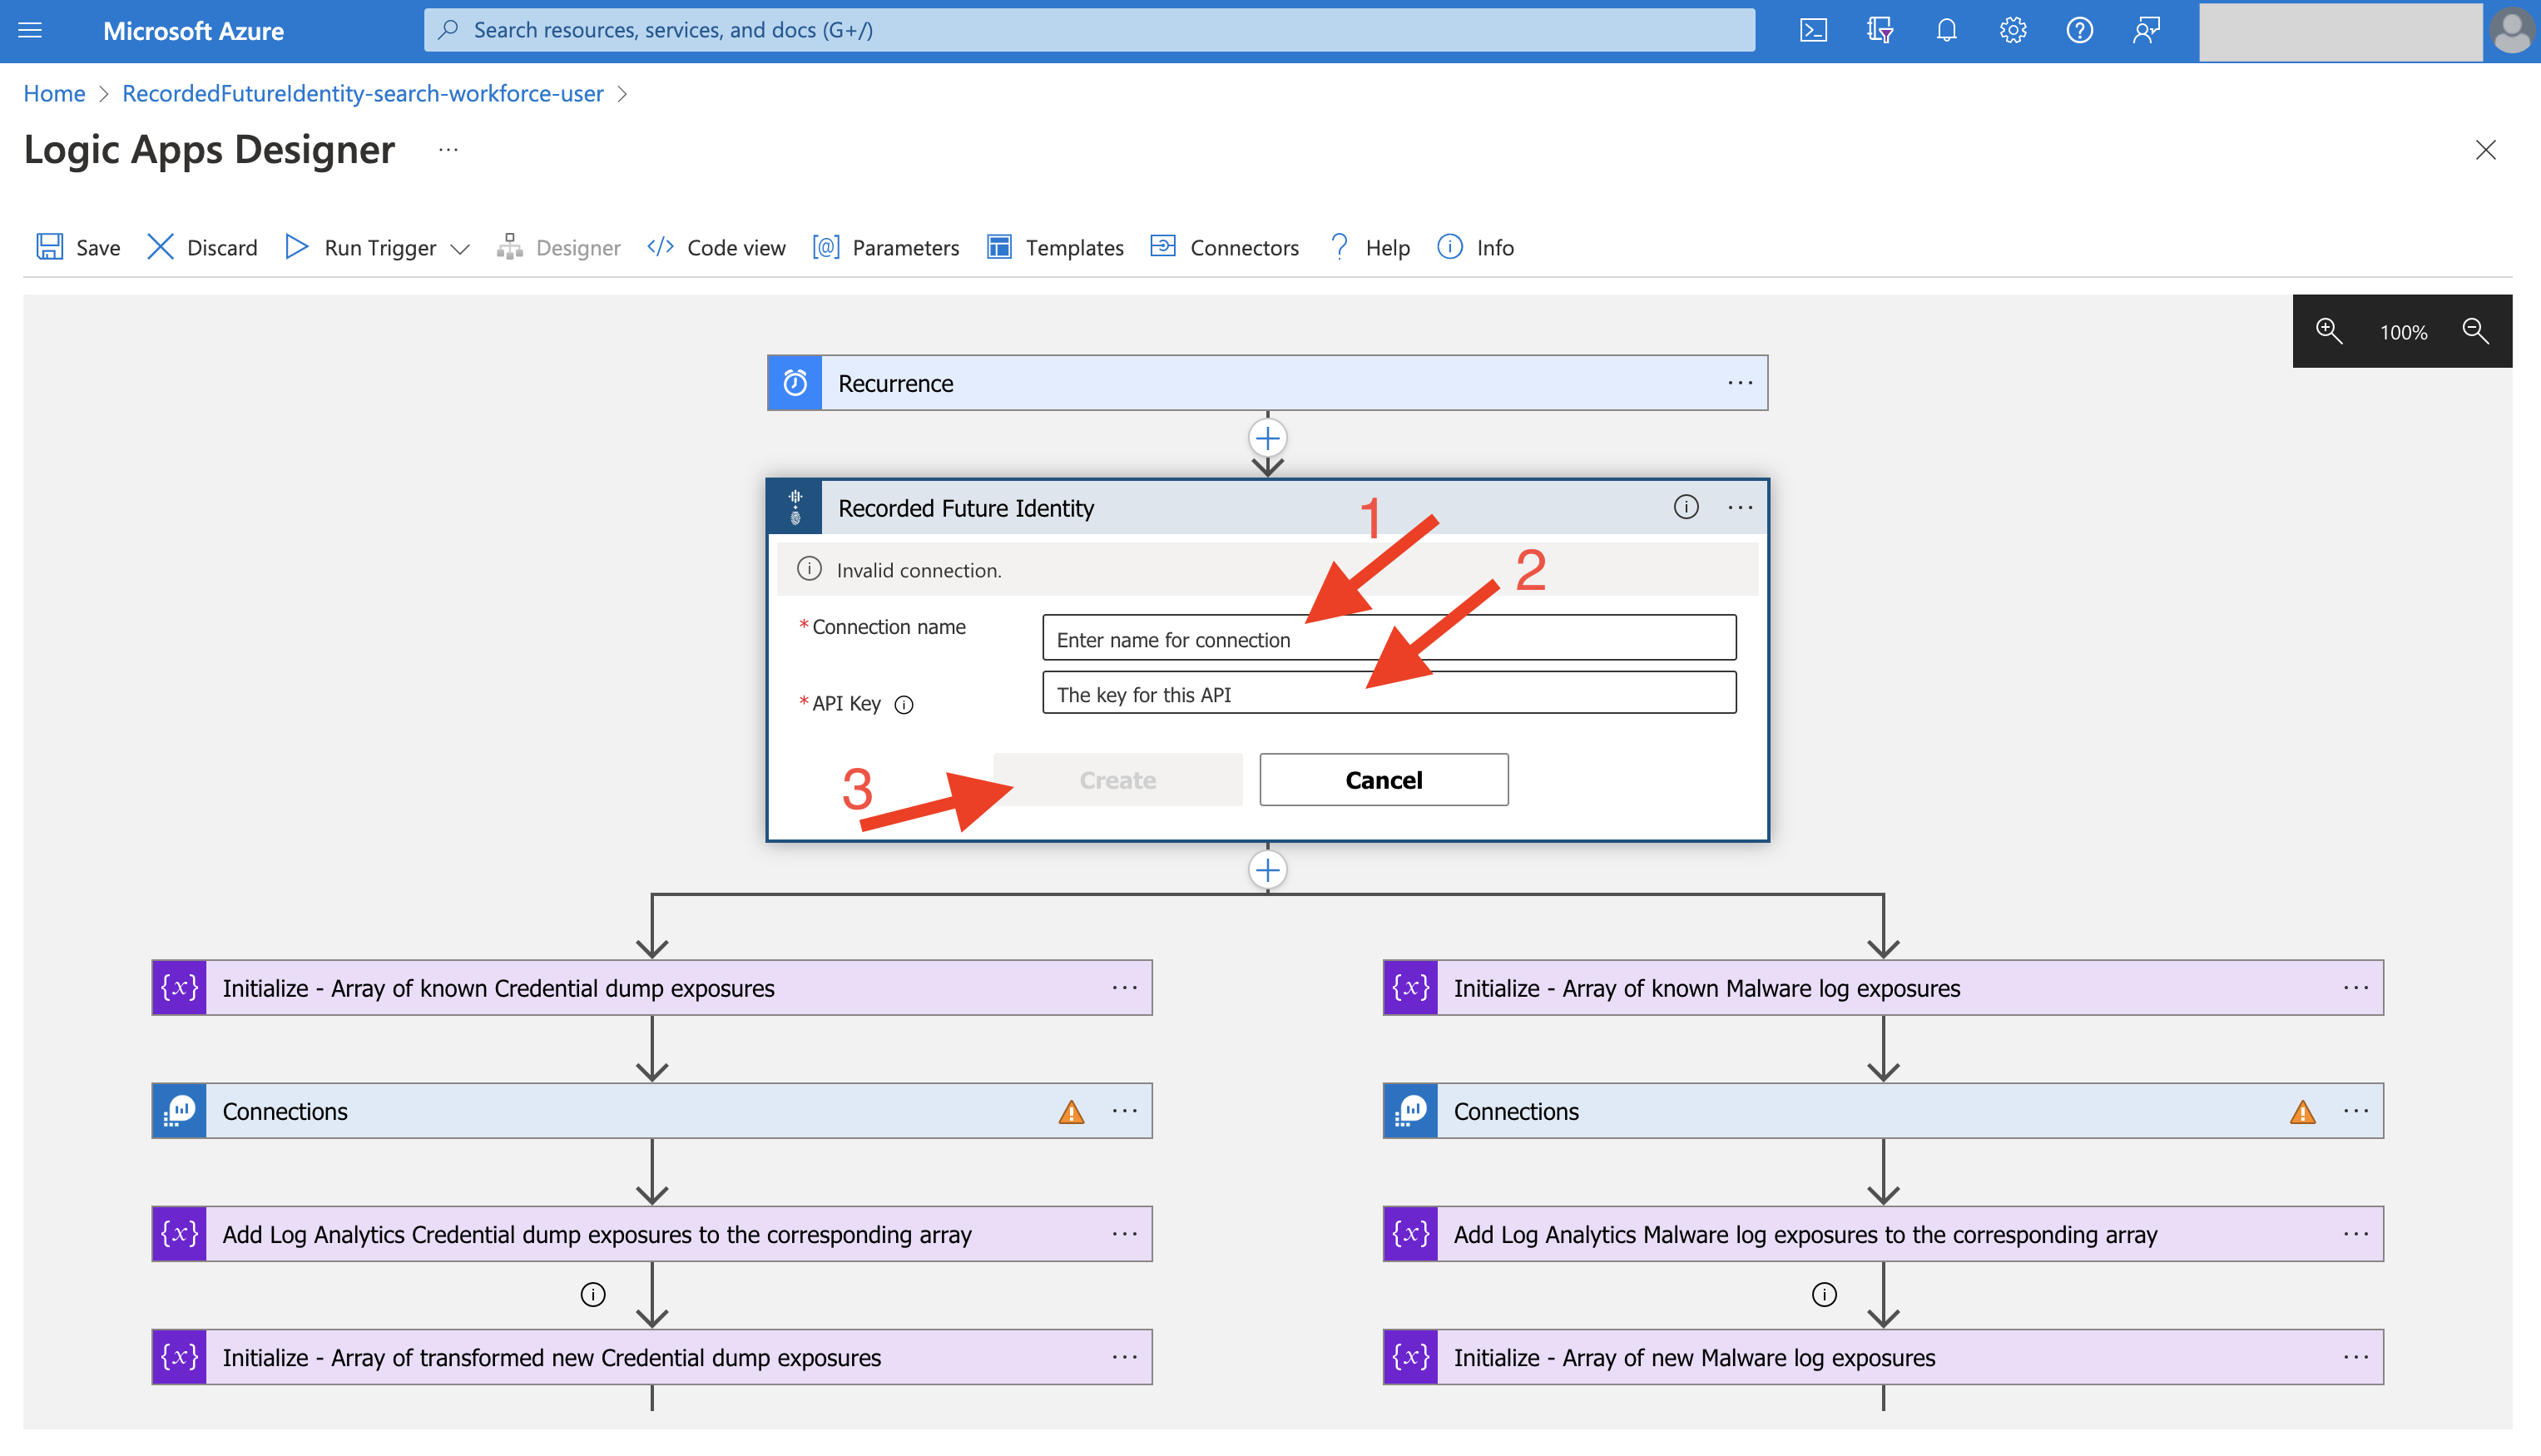 Microsoft Azure
Search resources, services, and docs (G+/)
Home > RecordedFutureIdentity-search-workforce-user >
Logic Apps Designer ...
Save Discard Run Trigger Designer Code view Parameters Templates Connectors Help Info
100%
Recurrence
Recorded Future Identity
1
Invalid connection.
2
*Connection name
Enter name for connection
*API Key
The key for this API
3
Create
Cancel
Initialize - Array of known Credential dump exposures
Initialize - Array of known Malware log exposures
Connections
Connections
Add Log Analytics Credential dump exposures to the corresponding array
Add Log Analytics Malware log exposures to the corresponding array
Initialize - Array of transformed new Credential dump exposures
Initialize - Array of new Malware log exposures